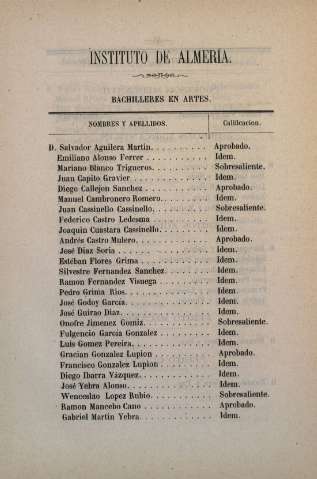 INSTITUTO DE ALMERÍA.
BACHILLERES EN ARTES.
NOMBRES Y APELLIDOS. Calificacion.
D. Salvador Aguilera Martin. Aprobado.
Emiliano Alonso Ferrer Idem.
Mariano Blanco Trigueros. Sobresaliente.
Juan Capito Gravier Idem.
Diego Callejon Sanchez Aprobado.
Manuel Cambronero Romero. Idem.
Juan Cassinello Cassinello. Sobresaliente.
Federico Castro Ledesma Idem.
Joaquin Cuastara Cassinello. Idem.
Andrés Castro Mulero. Aprobado.
José Diaz Soria Idem.
Estéban Flores Grima Idem.
Silvestre Fernandez Sanchez. Idem.
Ramon Fernandez Visuega Idem.
Pedro Grima Rios. Idem.
José Godoy García. Idem.
José Guirao Diaz. Idem.
Onofre Jimenez Gomiz. Sobresaliente.
Fulgencio García Gonzalez Idem.
Luis Gomez Pereira. Idem.
Gracian Gonzalez Lupion Aprobado.
Francisco Gonzalez Lupion Idem.
Diego Ibarra Vázquez. Idem.
José Yebra Alonso. Idem.
Wenceslao Lopez Rubio. Sobresaliente.
Ramon Mancebo Cano Aprobado.
Gabriel Martin Yebra. Idem.